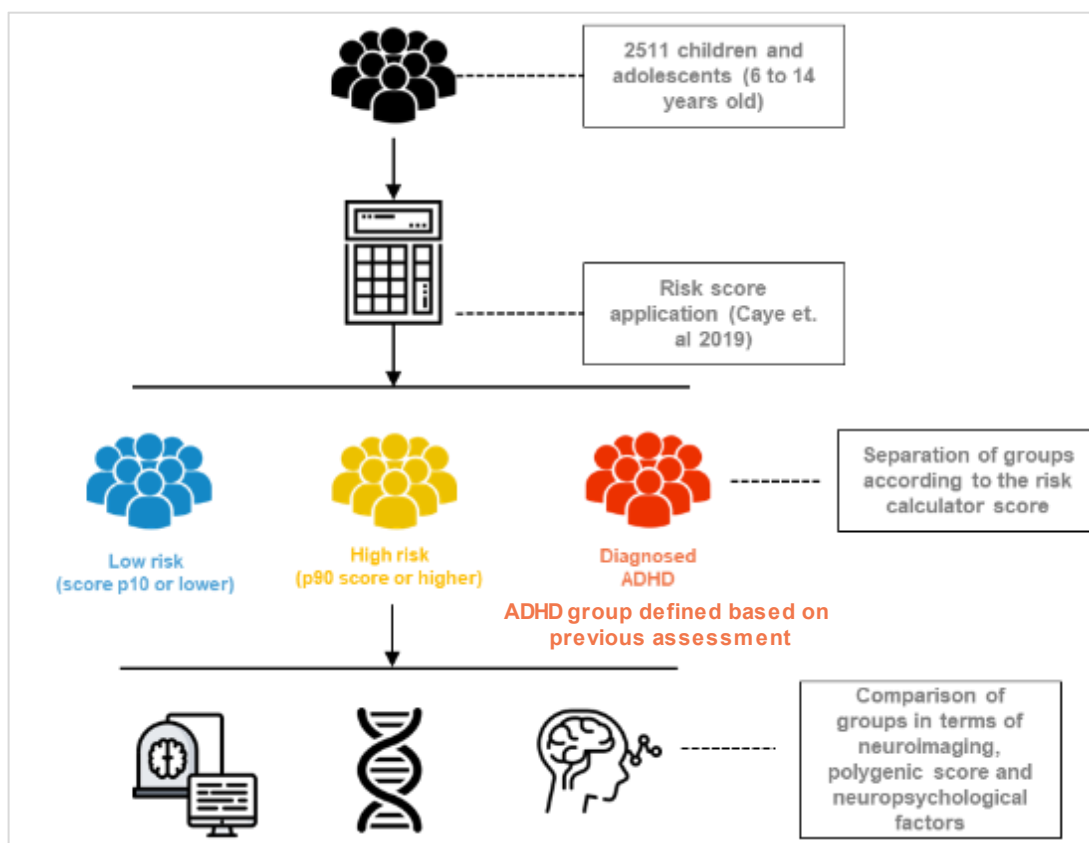 2511 children and
adolescents (6 to 14
years old)
Risk score
application (Caye et.
al 2019)
Separation of groups
according to the risk
calculator score
Low risk
(score p10 or lower)
High risk
(p90 score or higher)
Diagnosed
ADHD
ADHD group defined based on
previous assessment
Comparison of
groups in terms of
neuroimaging,
polygenic score and
neuropsychological
factors